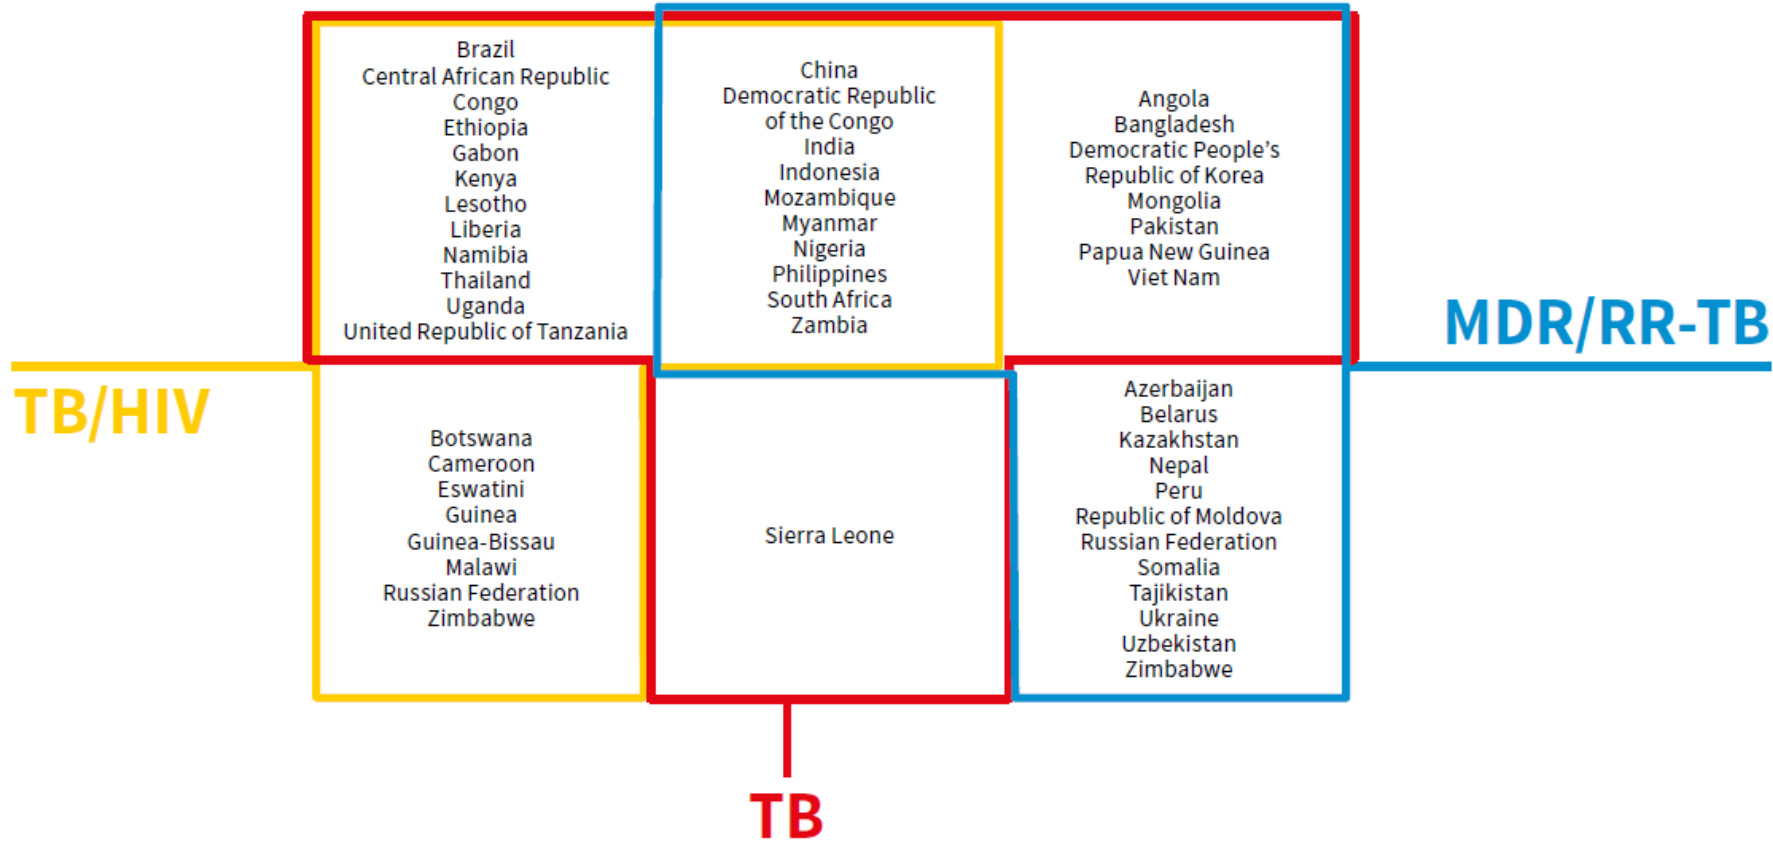 Brazil
Central African Republic
Congo
Ethiopia
Gabon
Kenya
Lesotho
Liberia
Namibia
Thailand
Uganda
United Republic of Tanzania
China
Democratic Republic
of the Congo
India
Indonesia
Mozambique
Myanmar
Nigeria
Philippines
South Africa
Zambia
Angola
Bangladesh
Democratic People’s
Republic of Korea
Mongolia
Pakistan
Papua New Guinea
Viet Nam
MDR/RR-TB
TB/HIV
Botswana
Cameroon
Eswatini
Guinea
Guinea-Bissau
Malawi
Russian Federation
Zimbabwe
Sierra Leone
Azerbaijan
Belarus
Kazakhstan
Nepal
Peru
Republic of Moldova
Russian Federation
Somalia
Tajikistan
Ukraine
Uzbekistan
Zimbabwe
TB